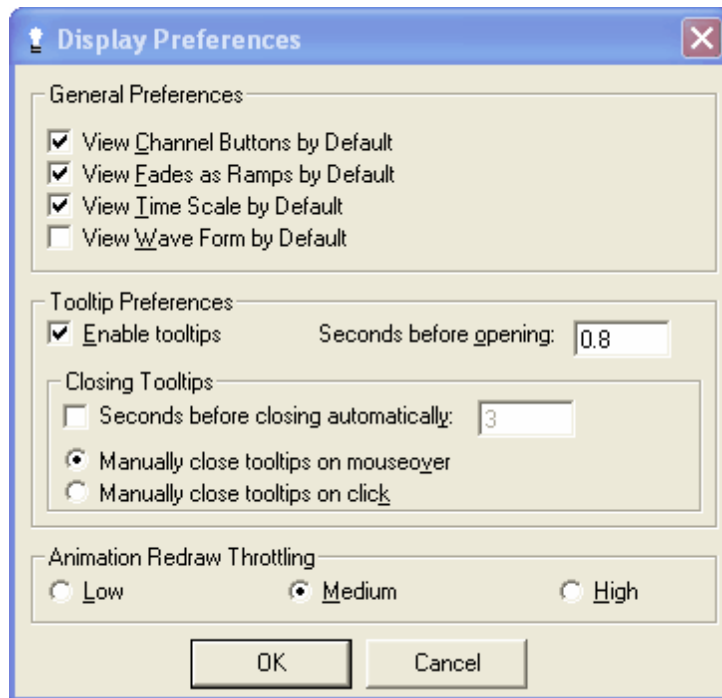 Display Preferences
General Preferences
View Channel Buttons by Default
View Fades as Ramps by Default
View Time Scale by Default
View Wave Form by Default
Tooltip Preferences
Enable tooltips Seconds before opening: 0.8
Closing Tooltips
Seconds before closing automatically: 3
Manually close tooltips on mouseover
Manually close tooltips on click
Animation Redraw Throttling
Low Medium High
OK Cancel